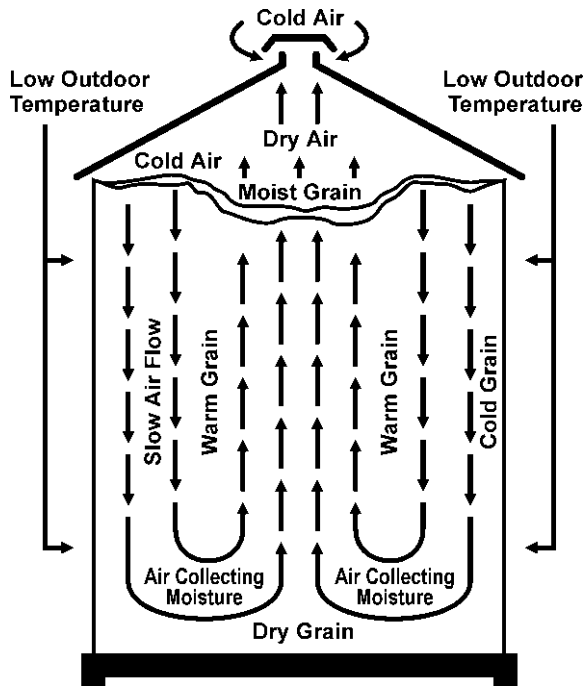 Cold Air
Low Outdoor
Temperature
Low Outdoor
Temperature
Dry Air
Cold Air
Moist Grain
Slow Air Flow
Warm Grain
Warm Grain
Cold Grain
Air Collecting
Moisture
Air Collecting
Moisture
Dry Grain